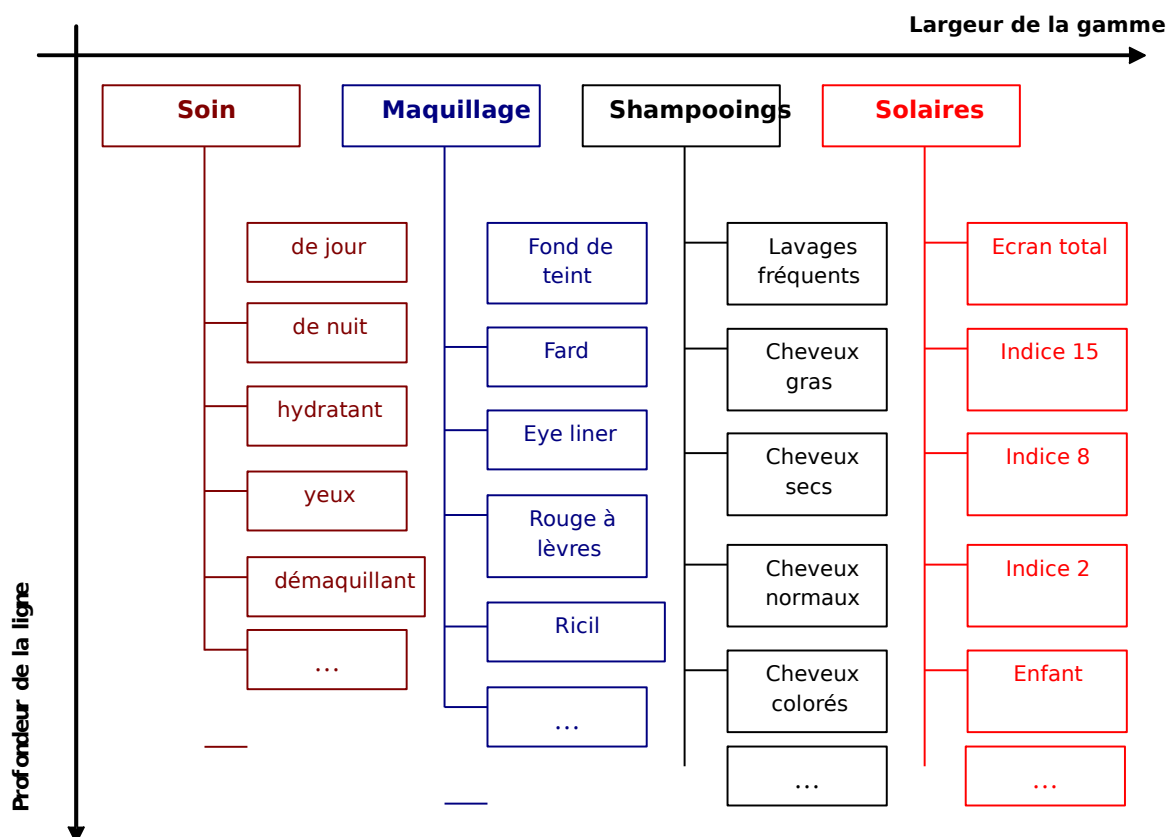 Largeur de la gamme
Soin
Maquillage
Shampooings
Solaires
de jour
de nuit
hydratant
yeux
démaquillant
...
Fond de
teint
Fard
Eye liner
Rouge à
lèvres
Ricil
...
Lavages
fréquents
Cheveux
gras
Cheveux
secs
Cheveux
normaux
Cheveux
colorés
...
Ecran total
Indice 15
Indice 8
Indice 2
Enfant
...
Profondeur de la ligne